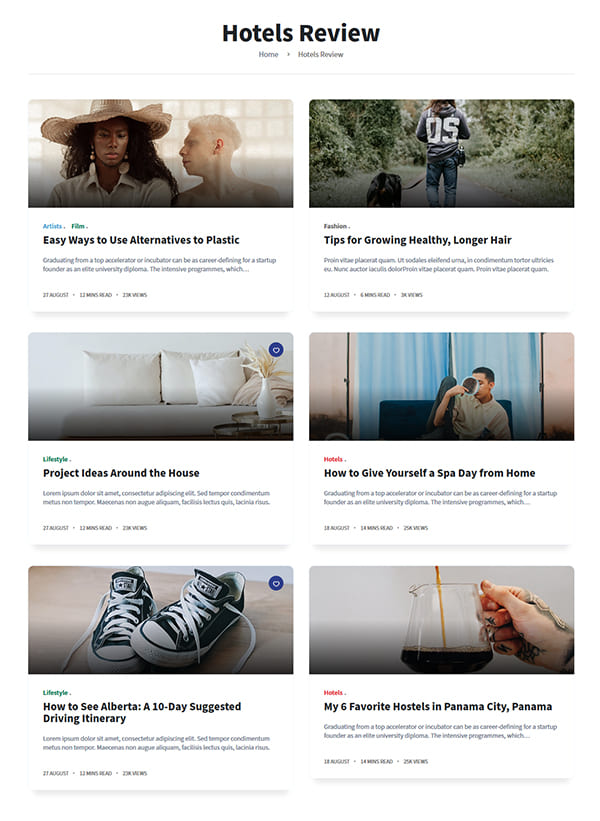 Hotels Review
Home › Hotels Review
DS
Artists . Film .
Easy Ways to Use Alternatives to Plastic
Graduating from a top accelerator or incubator can be as career-defining for a startup
founder as an elite university diploma. The intensive programmes, which…
27 AUGUST • 12 MINS READ • 23K VIEWS
Fashion .
Tips for Growing Healthy, Longer Hair
Proin vitae placerat quam. Ut sodales eleifend urna, in condimentum tortor ultricies
eu. Nunc auctor iaculis dolorProin vitae placerat quam. Proin vitae placerat quam.
12 AUGUST • 6 MINS READ • 3K VIEWS
Lifestyle .
Project Ideas Around the House
Lorem ipsum dolor sit amet, consectetur adipiscing elit. Sed tempor condimentum
metus non tempor. Maecenas non augue aliquam, facilisis lectus quis, lacinia risus.
27 AUGUST • 12 MINS READ • 23K VIEWS
Hotels .
How to Give Yourself a Spa Day from Home
Graduating from a top accelerator or incubator can be as career-defining for a startup
founder as an elite university diploma. The intensive programmes, which…
18 AUGUST • 14 MINS READ • 25K VIEWS
Lifestyle .
How to See Alberta: A 10-Day Suggested
Driving Itinerary
Lorem ipsum dolor sit amet, consectetur adipiscing elit. Sed tempor condimentum
metus non tempor. Maecenas non augue aliquam, facilisis lectus quis, lacinia risus.
27 AUGUST • 12 MINS READ • 23K VIEWS
Hotels .
My 6 Favorite Hostels in Panama City, Panama
Graduating from a top accelerator or incubator can be as career-defining for a startup
founder as an elite university diploma. The intensive programmes, which…
18 AUGUST • 14 MINS READ • 25K VIEWS